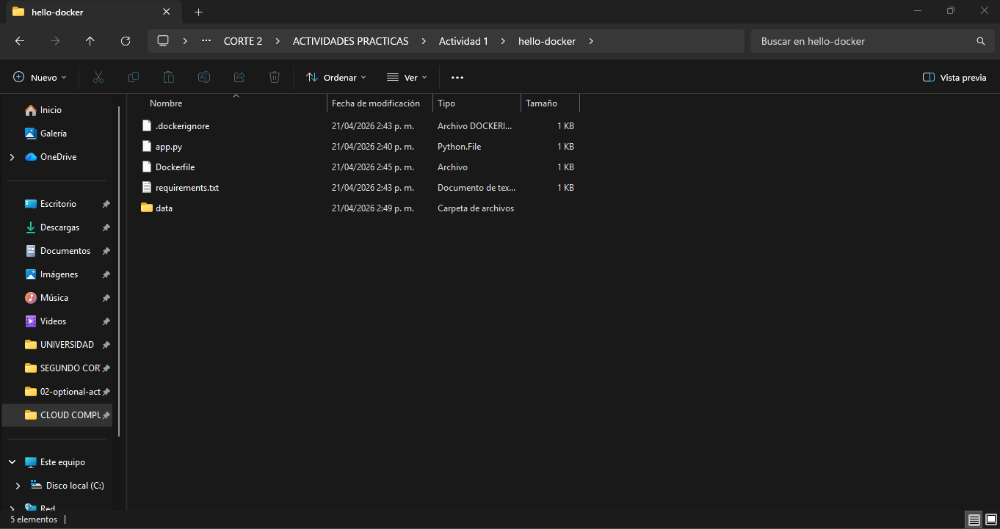 hello-docker
CORTE 2
ACTIVIDADES PRACTICAS
Actividad 1
hello-docker
Buscar en hello-docker
Nuevo
Ordenar
Ver
Vista previa
Inicio
Galería
OneDrive
Escritorio
Descargas
Documentos
Imágenes
Música
Videos
UNIVERSIDAD
SEGUNDO COR
02-optional-act
CLOUD COMPU
Este equipo
Disco local (C:)
Red
Nombre Fecha de modificación Tipo Tamaño
.dockerignore 21/04/2026 2:43 p. m. Archivo DOCKERI... 1 KB
app.py 21/04/2026 2:40 p. m. Python.File 1 KB
Dockerfile 21/04/2026 2:45 p. m. Archivo 1 KB
requirements.txt 21/04/2026 2:43 p. m. Documento de tex... 1 KB
data 21/04/2026 2:49 p. m. Carpeta de archivos
5 elementos